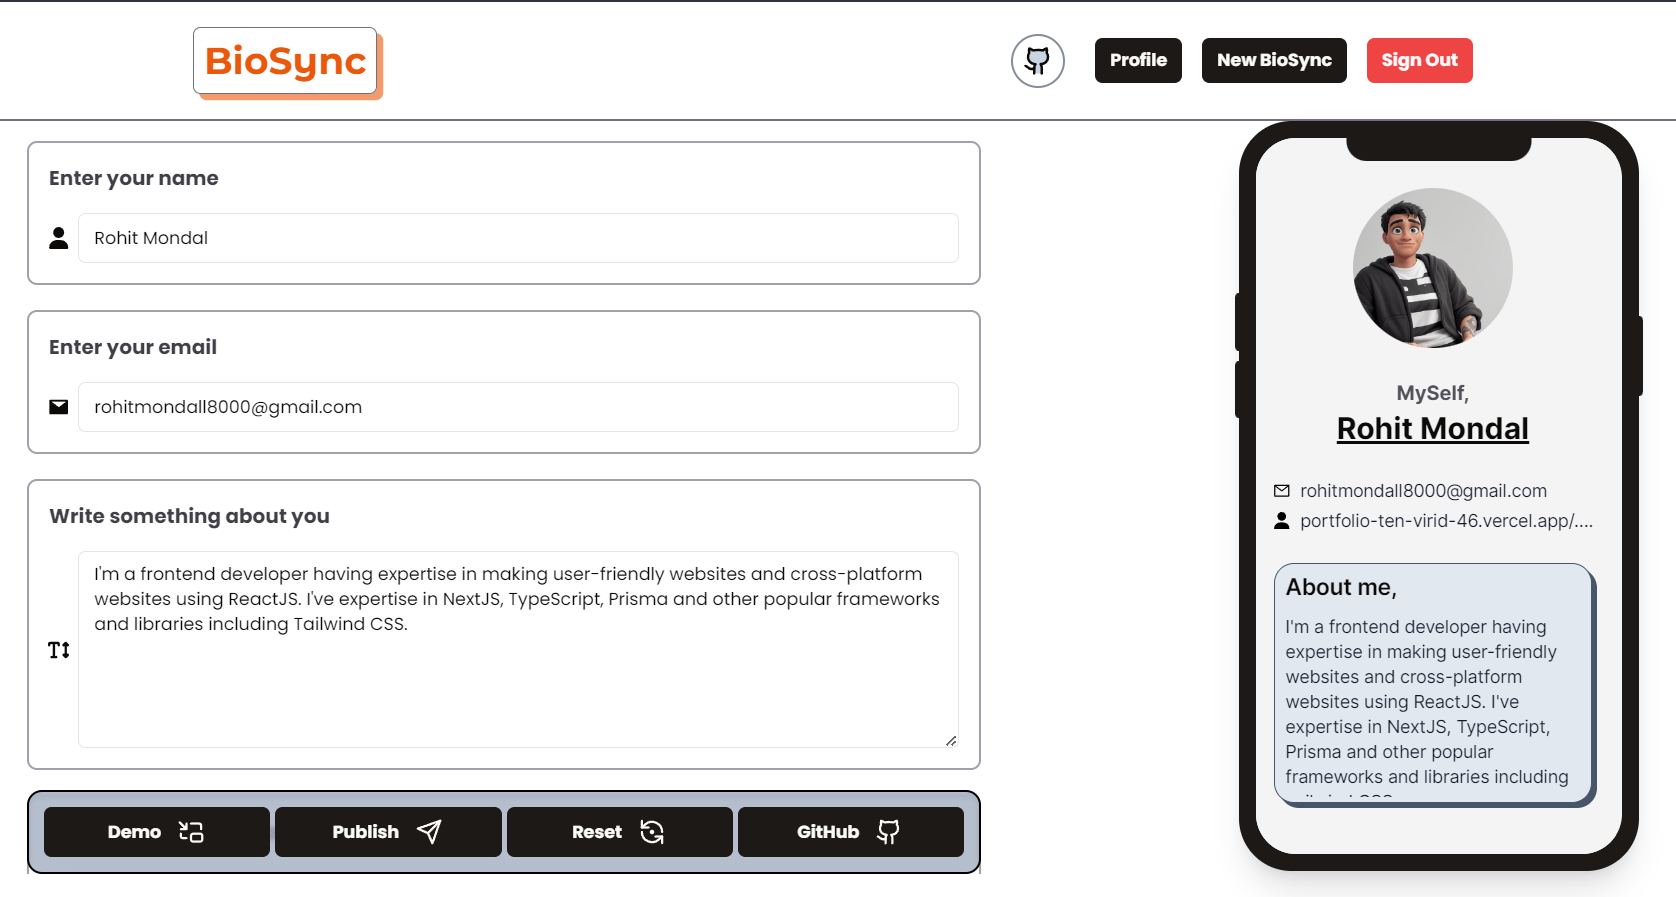 BioSync
Profile
New BioSync
Sign Out
Enter your name
Rohit Mondal
Enter your email
rohitmondall8000@gmail.com
Write something about you
I'm a frontend developer having expertise in making user-friendly websites and cross-platform
websites using ReactJS. I've expertise in NextJS, TypeScript, Prisma and other popular frameworks
and libraries including Tailwind CSS.
Demo
Publish
Reset
GitHub
MySelf,
Rohit Mondal
rohitmondall8000@gmail.com
portfolio-ten-virid-46.vercel.app/....
About me,
I'm a frontend developer having
expertise in making user-friendly
websites and cross-platform
websites using ReactJS. I've
expertise in NextJS, TypeScript,
Prisma and other popular
frameworks and libraries including